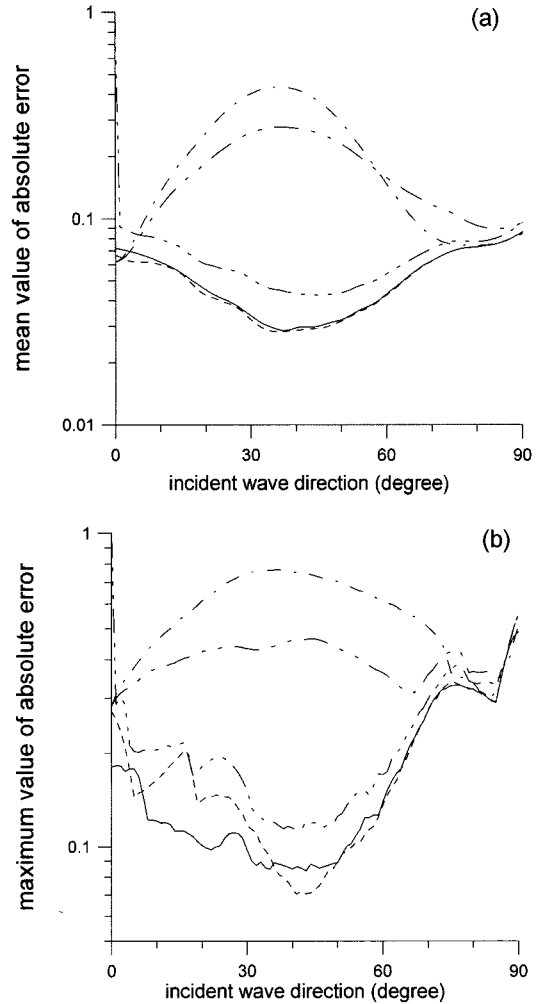 (a)
1
0.1
0.01
mean value of absolute error
0 30 60 90
incident wave direction (degree)
(b)
1
0.1
maximum value of absolute error
0 30 60 90
incident wave direction (degree)